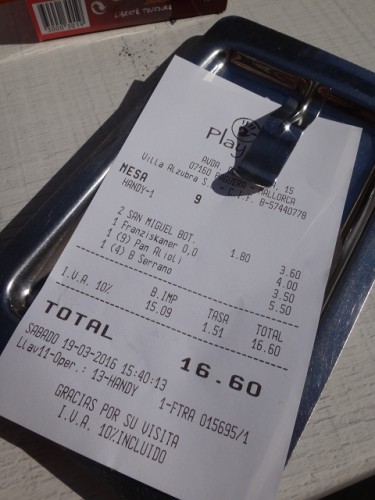 Play
AVDA. 15
07160 MALLORCA
Villa Alzubra S. B-57440778
MESA 9
HANDY-1
2 SAN MIGUEL BOT. 1.80 3.60
1 Franziskaner 0,0 4.00
1 (9) Pan Alioli 3.50
1 (4) B Serrano 5.50
B.IMP TASA TOTAL
I.V.A. 10% 15.09 1.51 16.60
TOTAL 16.60
SABADO 19-03-2016 15:40:13
Llav11-Oper.: 13-HANDY 1-FTRA 015695/1
GRACIAS POR SU VISITA
I.V.A. 10%INCLUIDO